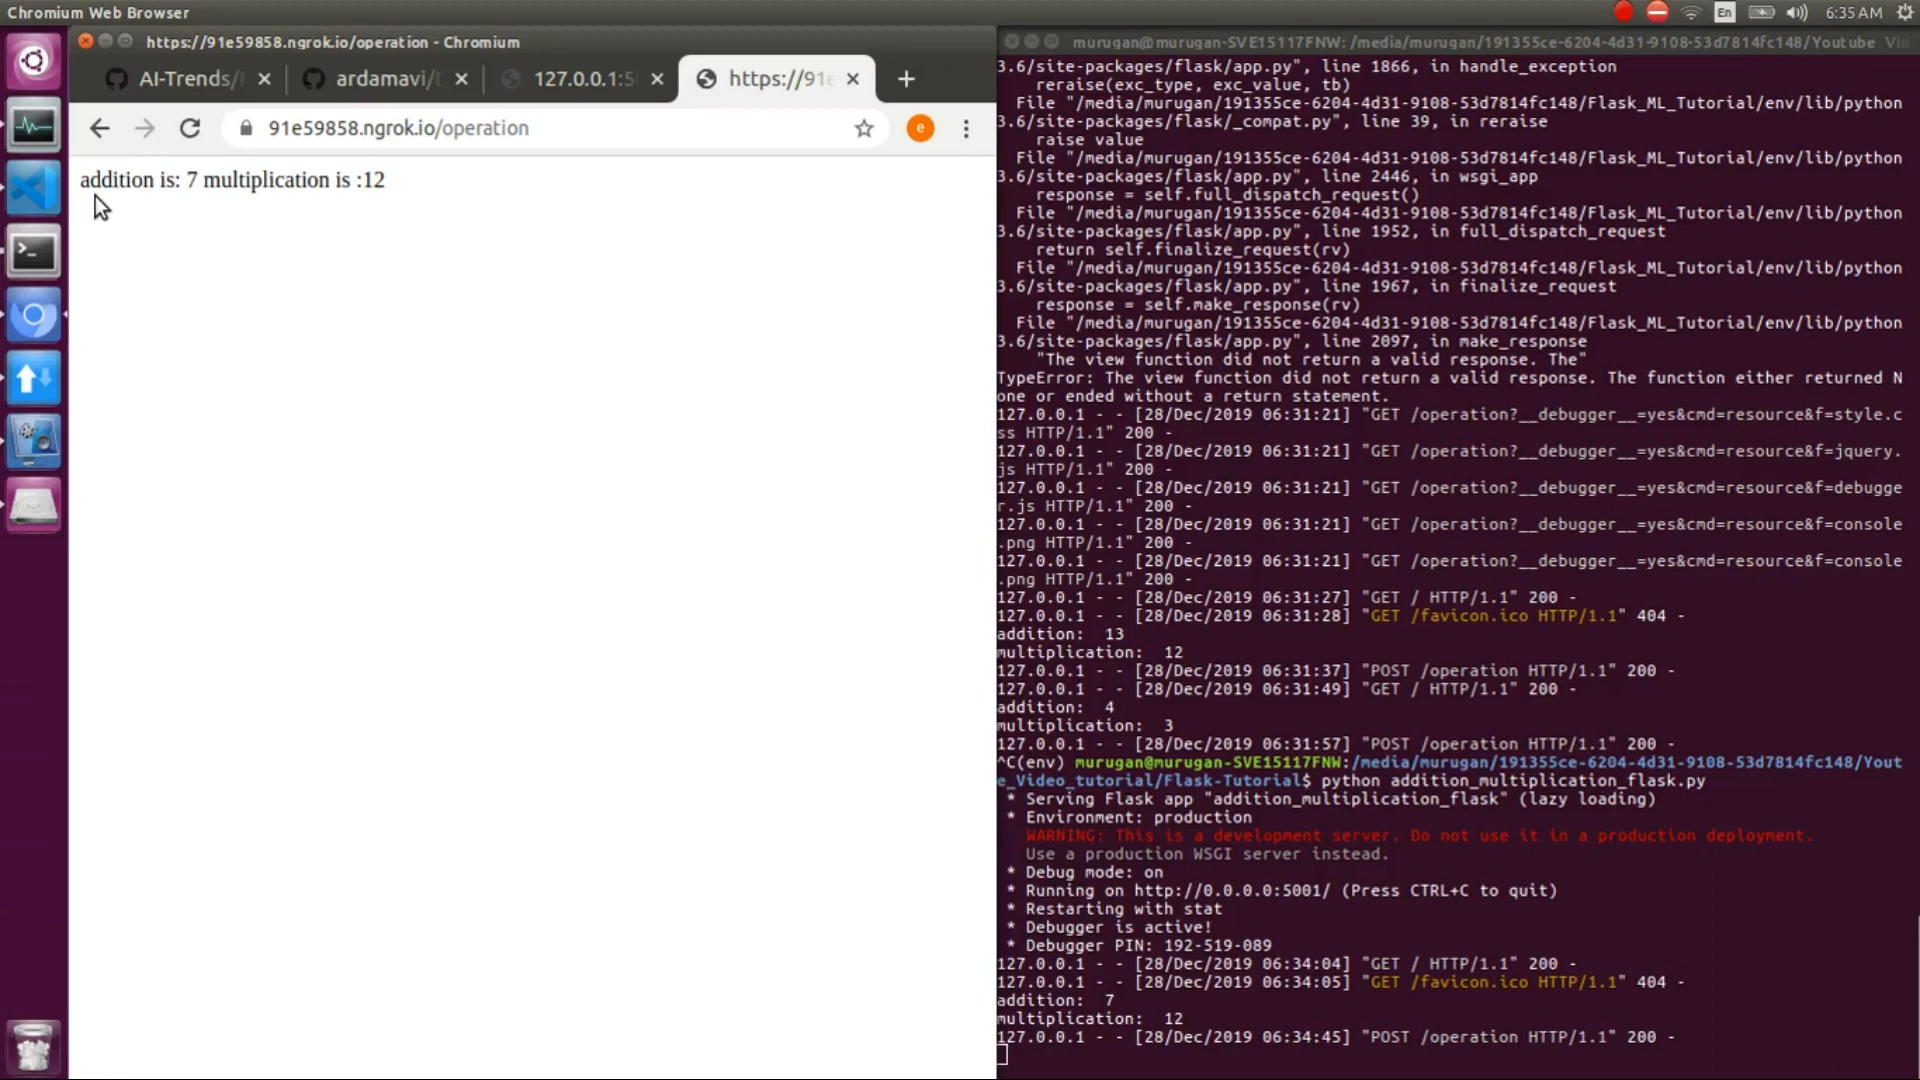 Chromium Web Browser
En
6:35 AM
https://91e59858.ngrok.io/operation - Chromium
AI-Trends/
ardamavi/
127.0.0.1:5
https://91e
91e59858.ngrok.io/operation
e
addition is: 7 multiplication is :12
murugan@murugan-SVE15117FNW: /media/murugan/191355ce-6204-4d31-9108-53d7814fc148/Youtube Vid
3.6/site-packages/flask/app.py", line 1866, in handle_exception
reraise(exc_type, exc_value, tb)
File "/media/murugan/191355ce-6204-4d31-9108-53d7814fc148/Flask_ML_Tutorial/env/lib/python
3.6/site-packages/flask/_compat.py", line 39, in reraise
raise value
File "/media/murugan/191355ce-6204-4d31-9108-53d7814fc148/Flask_ML_Tutorial/env/lib/python
3.6/site-packages/flask/app.py", line 2446, in wsgi_app
response = self.full_dispatch_request()
File "/media/murugan/191355ce-6204-4d31-9108-53d7814fc148/Flask_ML_Tutorial/env/lib/python
3.6/site-packages/flask/app.py", line 1952, in full_dispatch_request
return self.finalize_request(rv)
File "/media/murugan/191355ce-6204-4d31-9108-53d7814fc148/Flask_ML_Tutorial/env/lib/python
3.6/site-packages/flask/app.py", line 1967, in finalize_request
response = self.make_response(rv)
File "/media/murugan/191355ce-6204-4d31-9108-53d7814fc148/Flask_ML_Tutorial/env/lib/python
3.6/site-packages/flask/app.py", line 2097, in make_response
"The view function did not return a valid response. The"
TypeError: The view function did not return a valid response. The function either returned N
one or ended without a return statement.
127.0.0.1 - - [28/Dec/2019 06:31:21] "GET /operation?__debugger__=yes&cmd=resource&f=style.c
ss HTTP/1.1" 200 -
127.0.0.1 - - [28/Dec/2019 06:31:21] "GET /operation?__debugger__=yes&cmd=resource&f=jquery.
js HTTP/1.1" 200 -
127.0.0.1 - - [28/Dec/2019 06:31:21] "GET /operation?__debugger__=yes&cmd=resource&f=debugge
r.js HTTP/1.1" 200 -
127.0.0.1 - - [28/Dec/2019 06:31:21] "GET /operation?__debugger__=yes&cmd=resource&f=console
.png HTTP/1.1" 200 -
127.0.0.1 - - [28/Dec/2019 06:31:21] "GET /operation?__debugger__=yes&cmd=resource&f=console
.png HTTP/1.1" 200 -
127.0.0.1 - - [28/Dec/2019 06:31:27] "GET / HTTP/1.1" 200 -
127.0.0.1 - - [28/Dec/2019 06:31:28] "GET /favicon.ico HTTP/1.1" 404 -
addition:  13
multiplication:  12
127.0.0.1 - - [28/Dec/2019 06:31:37] "POST /operation HTTP/1.1" 200 -
127.0.0.1 - - [28/Dec/2019 06:31:49] "GET / HTTP/1.1" 200 -
addition:  4
multiplication:  3
127.0.0.1 - - [28/Dec/2019 06:31:57] "POST /operation HTTP/1.1" 200 -
^C(env) murugan@murugan-SVE15117FNW:/media/murugan/191355ce-6204-4d31-9108-53d7814fc148/Yout
e_Video_tutorial/Flask-Tutorial$ python addition_multiplication_flask.py
* Serving Flask app "addition_multiplication_flask" (lazy loading)
* Environment: production
WARNING: This is a development server. Do not use it in a production deployment.
Use a production WSGI server instead.
* Debug mode: on
* Running on http://0.0.0.0:5001/ (Press CTRL+C to quit)
* Restarting with stat
* Debugger is active!
* Debugger PIN: 192-519-089
127.0.0.1 - - [28/Dec/2019 06:34:04] "GET / HTTP/1.1" 200 -
127.0.0.1 - - [28/Dec/2019 06:34:05] "GET /favicon.ico HTTP/1.1" 404 -
addition:  7
multiplication:  12
127.0.0.1 - - [28/Dec/2019 06:34:45] "POST /operation HTTP/1.1" 200 -